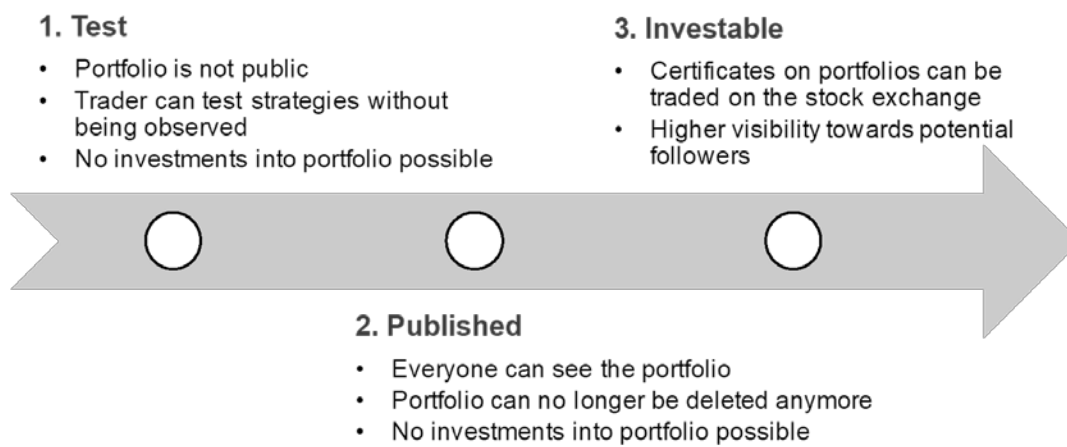 1. Test
• Portfolio is not public
• Trader can test strategies without
being observed
• No investments into portfolio possible
3. Investable
• Certificates on portfolios can be
traded on the stock exchange
• Higher visibility towards potential
followers
2. Published
• Everyone can see the portfolio
• Portfolio can no longer be deleted anymore
• No investments into portfolio possible